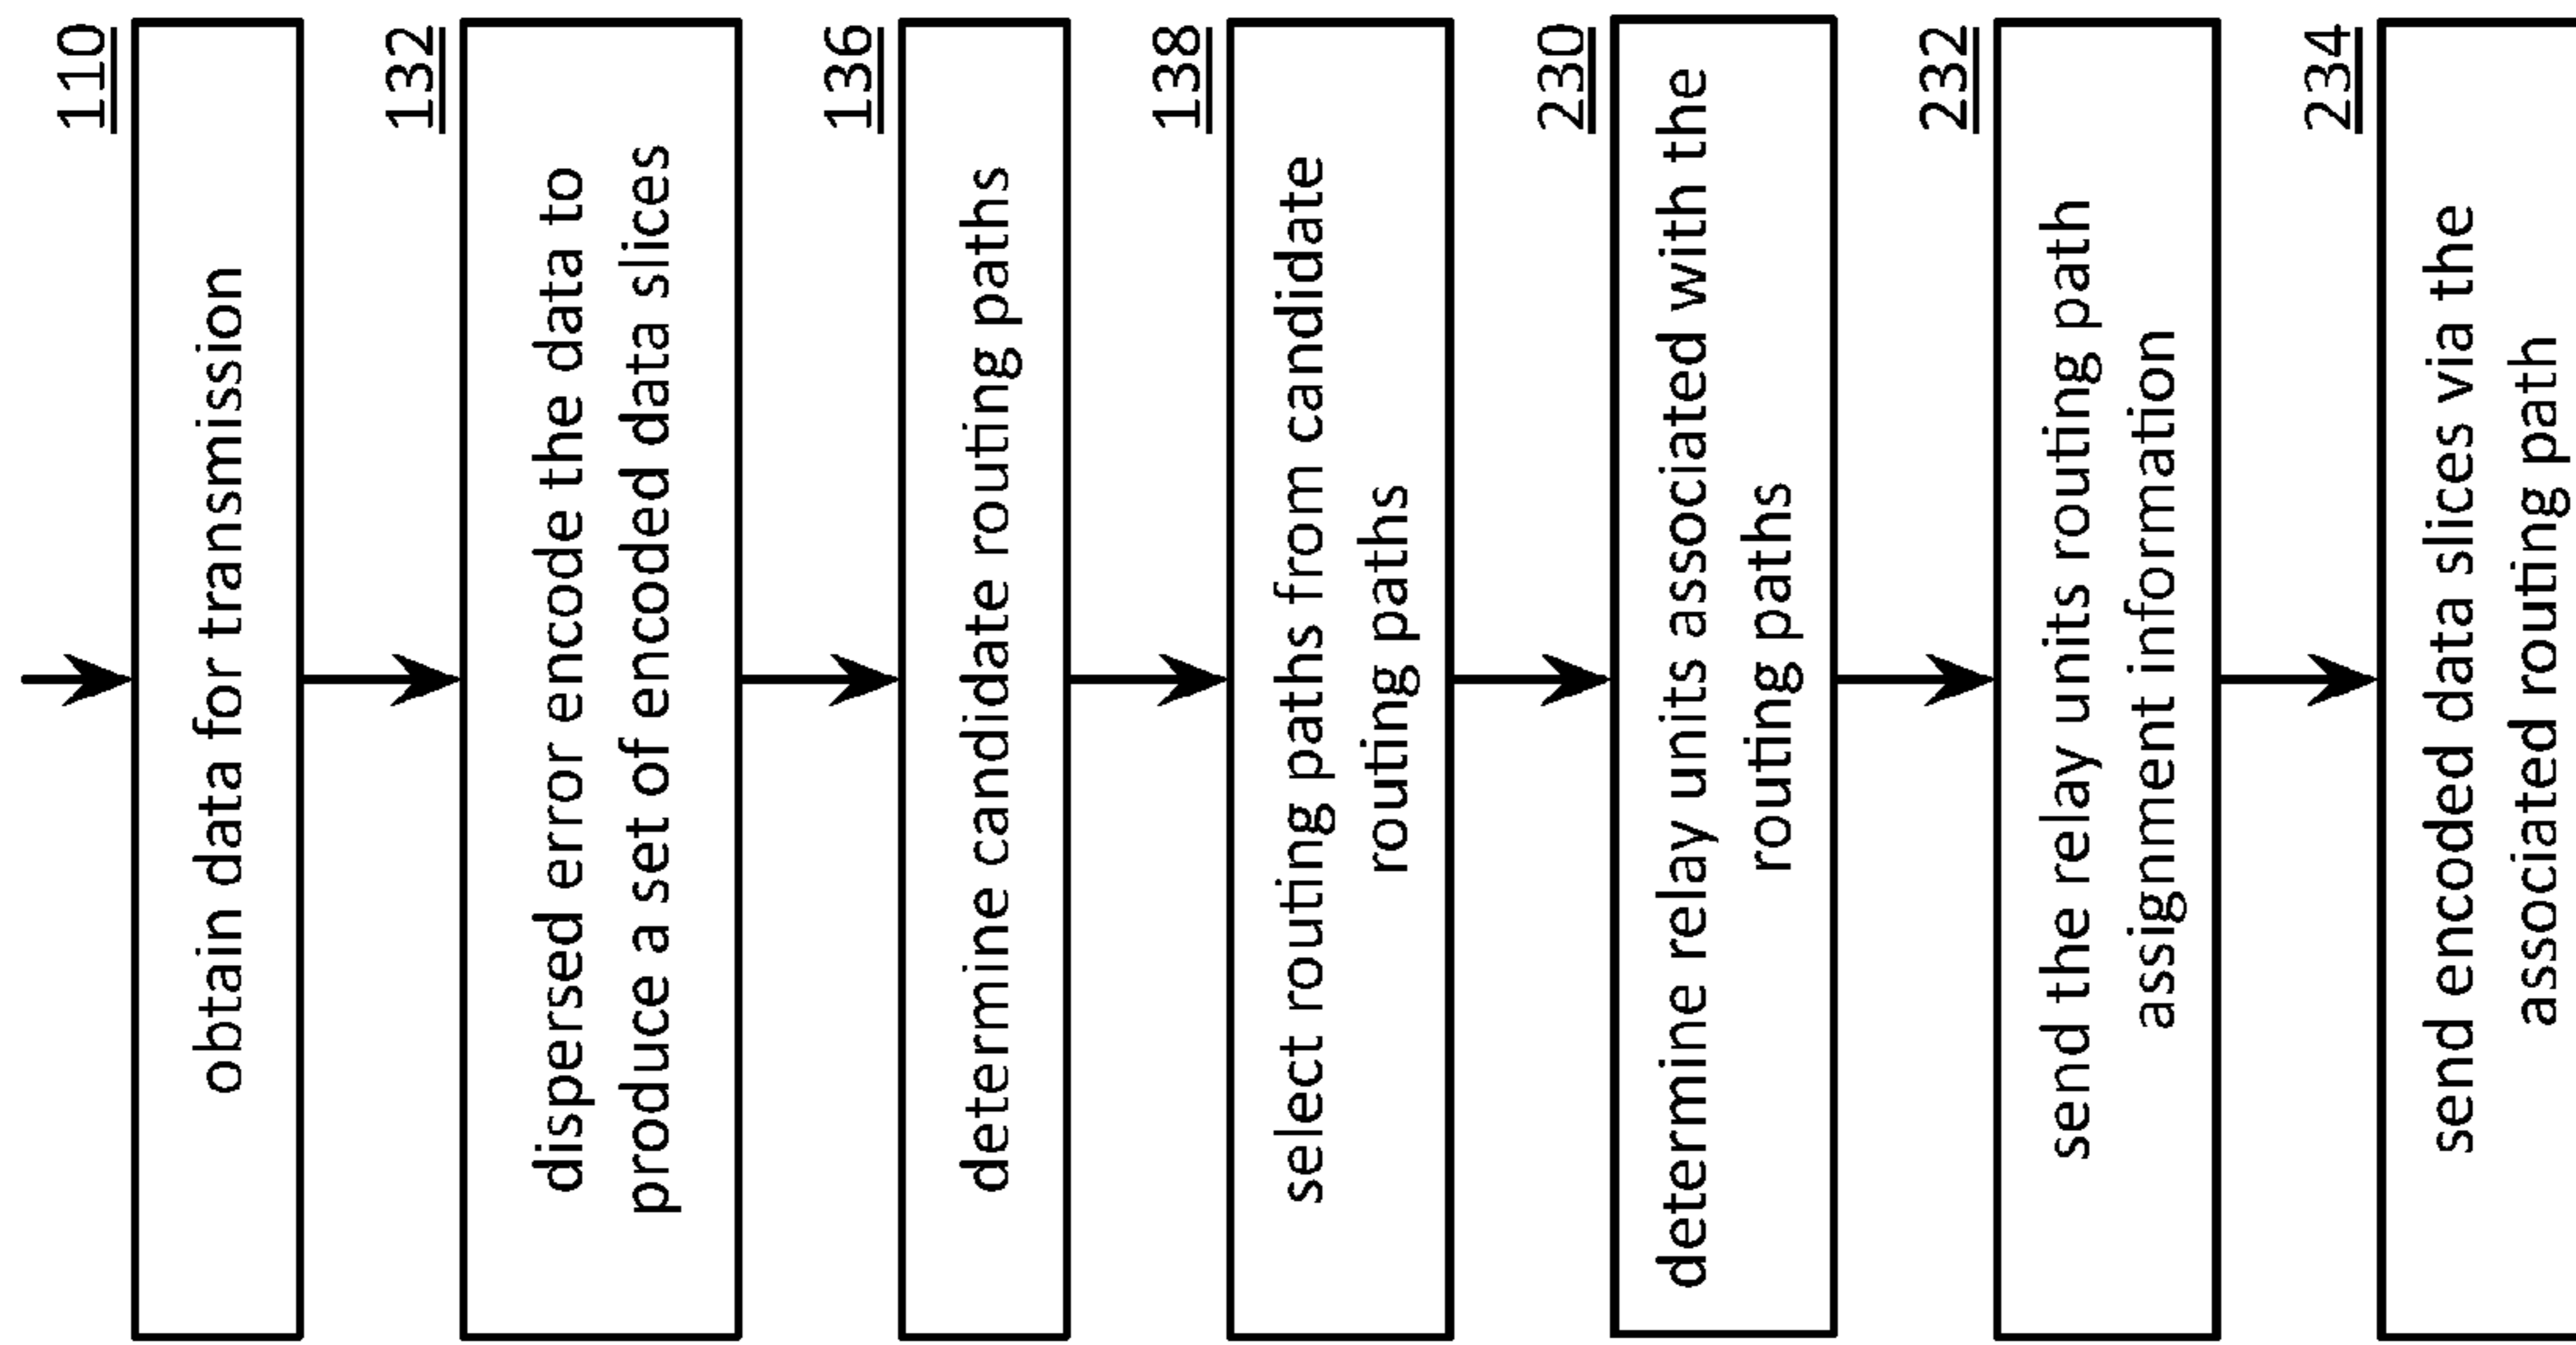 110
obtain data for transmission
132
dispersed error encode the data to
produce a set of encoded data slices
136
determine candidate routing paths
138
select routing paths from candidate
routing paths
230
determine relay units associated with the
routing paths
232
send the relay units routing path
assignment information
234
send encoded data slices via the
associated routing path